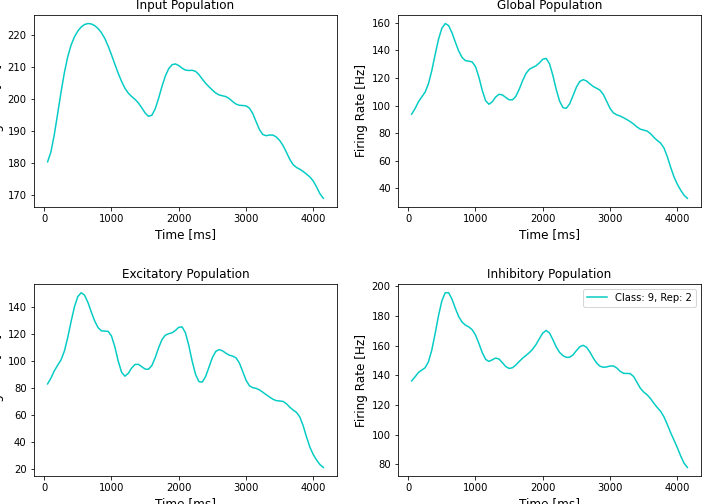 Input Population
220
210
200
190
180
170
0 1000 2000 3000 4000
Time [ms]
Global Population
Firing Rate [Hz]
160
140
120
100
80
60
40
0 1000 2000 3000 4000
Time [ms]
Excitatory Population
140
120
100
80
60
40
20
0 1000 2000 3000 4000
Time [ms]
Inhibitory Population
Class: 9, Rep: 2
Firing Rate [Hz]
200
180
160
140
120
100
80
0 1000 2000 3000 4000
Time [ms]